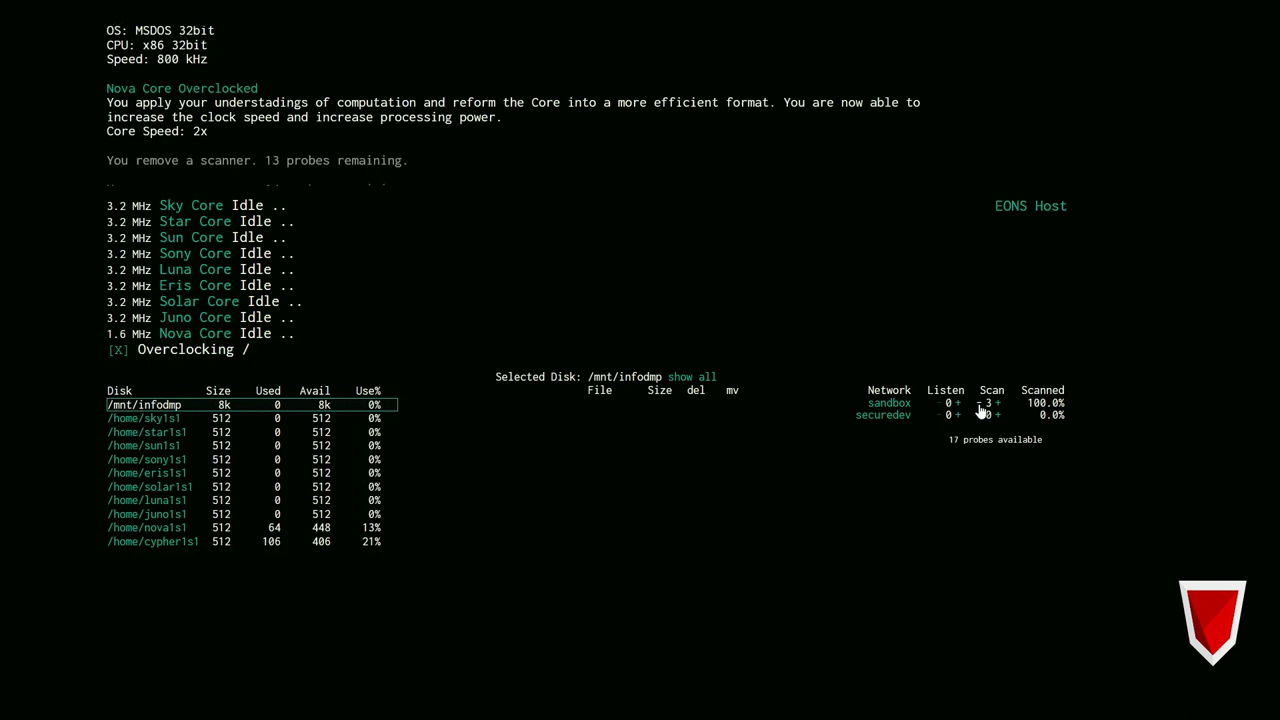 OS: MSDOS 32bit
CPU: x86 32bit
Speed: 800 kHz
Nova Core Overclocked
You apply your understadings of computation and reform the Core into a more efficient format. You are now able to
increase the clock speed and increase processing power.
Core Speed: 2x
You remove a scanner. 13 probes remaining.
3.2 MHz Sky Core Idle ..
EONS Host
3.2 MHz Star Core Idle ..
3.2 MHz Sun Core Idle ..
3.2 MHz Sony Core Idle ..
3.2 MHz Luna Core Idle ..
3.2 MHz Eris Core Idle ..
3.2 MHz Solar Core Idle ..
3.2 MHz Juno Core Idle ..
1.6 MHz Nova Core Idle ..
[X] Overclocking /
Selected Disk: /mnt/infodmp show all
Disk Size Used Avail Use% File Size del mv Network Listen Scan Scanned
/mnt/infodmp 8k 0 8k 0% sandbox - 0 + - 3 + 100.0%
/home/sky1s1 512 0 512 0% securedev - 0 + 0 + 0.0%
/home/star1s1 512 0 512 0%
17 probes available
/home/sun1s1 512 0 512 0%
/home/sony1s1 512 0 512 0%
/home/eris1s1 512 0 512 0%
/home/solar1s1 512 0 512 0%
/home/luna1s1 512 0 512 0%
/home/juno1s1 512 0 512 0%
/home/nova1s1 512 64 448 13%
/home/cypher1s1 512 106 406 21%